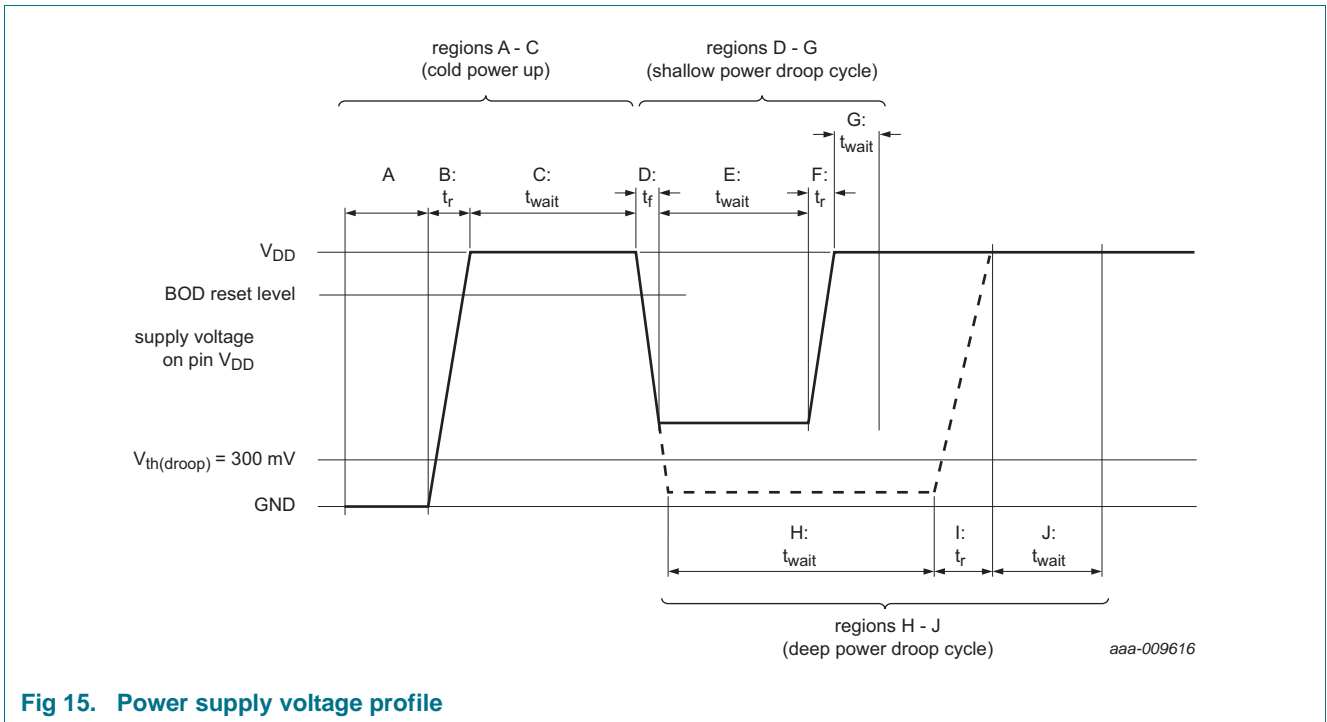 regions A - C
(cold power up)
regions D - G
(shallow power droop cycle)
G:
twait
A
B:
tr
C:
twait
D:
tf
E:
twait
F:
tr
VDD
BOD reset level
supply voltage
on pin VDD
Vth(droop) = 300 mV
GND
H:
twait
I:
tr
J:
twait
regions H - J
(deep power droop cycle)
aaa-009616
Fig 15. Power supply voltage profile